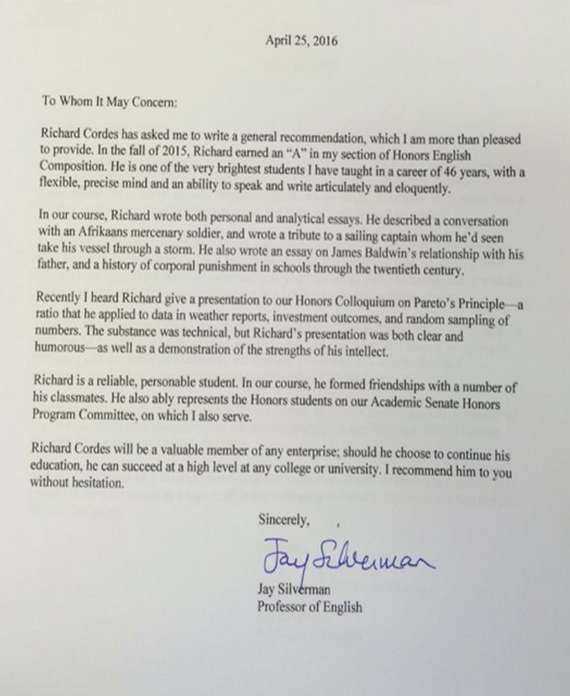 April 25, 2016
To Whom It May Concern:
Richard Cordes has asked me to write a general recommendation, which I am more than pleased
to provide. In the fall of 2015, Richard earned an “A” in my section of Honors English
Composition. He is one of the very brightest students I have taught in a career of 46 years, with a
flexible, precise mind and an ability to speak and write articulately and eloquently.
In our course, Richard wrote both personal and analytical essays. He described a conversation
with an Afrikaans mercenary soldier, and wrote a tribute to a sailing captain whom he’d seen
take his vessel through a storm. He also wrote an essay on James Baldwin’s relationship with his
father, and a history of corporal punishment in schools through the twentieth century.
Recently I heard Richard give a presentation to our Honors Colloquium on Pareto’s Principle—a
ratio that he applied to data in weather reports, investment outcomes, and random sampling of
numbers. The substance was technical, but Richard’s presentation was both clear and
humorous—as well as a demonstration of the strengths of his intellect.
Richard is a reliable, personable student. In our course, he formed friendships with a number of
his classmates. He also ably represents the Honors students on our Academic Senate Honors
Program Committee, on which I also serve.
Richard Cordes will be a valuable member of any enterprise; should he choose to continue his
education, he can succeed at a high level at any college or university. I recommend him to you
without hesitation.
Sincerely,
Jay Silverman
Jay Silverman
Professor of English